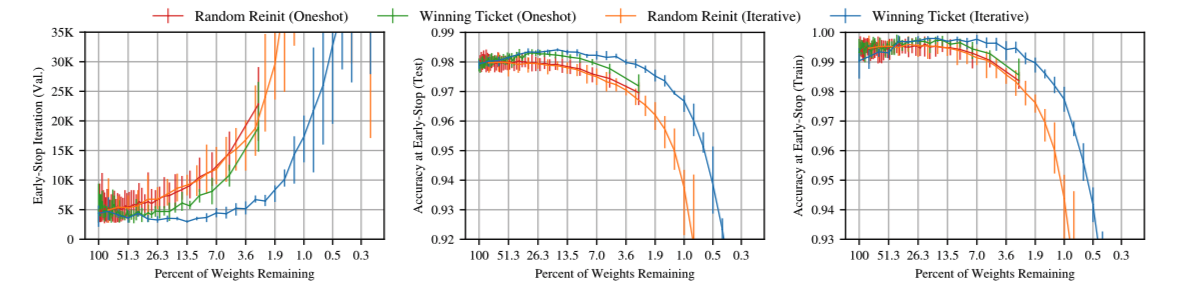 Random Reinit (Oneshot) Winning Ticket (Oneshot) Random Reinit (Iterative) Winning Ticket (Iterative)
Early-Stop Iteration (Val.)
35K
30K
25K
20K
15K
10K
5K
0
100 51.3 26.3 13.5 7.0 3.6 1.9 1.0 0.5 0.3
Percent of Weights Remaining
Accuracy at Early-Stop (Test)
0.99
0.98
0.97
0.96
0.95
0.94
0.93
0.92
100 51.3 26.3 13.5 7.0 3.6 1.9 1.0 0.5 0.3
Percent of Weights Remaining
Accuracy at Early-Stop (Train)
1.00
0.99
0.98
0.97
0.96
0.95
0.94
0.93
100 51.3 26.3 13.5 7.0 3.6 1.9 1.0 0.5 0.3
Percent of Weights Remaining